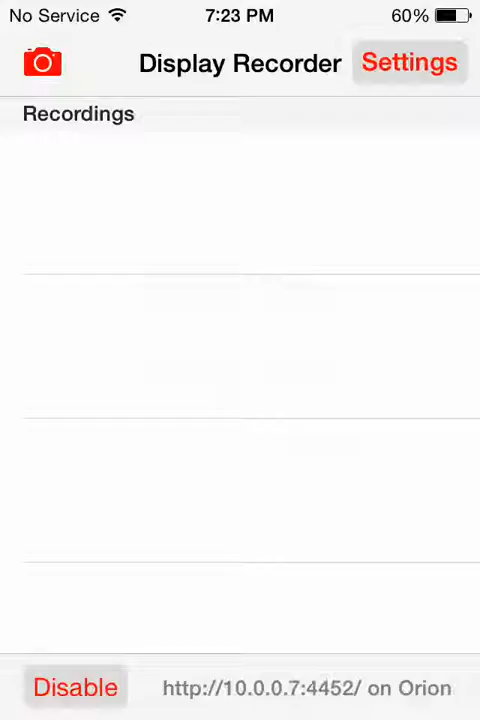 No Service 7:23 PM 60%
Display Recorder Settings
Recordings
Disable http://10.0.0.7:4452/ on Orion